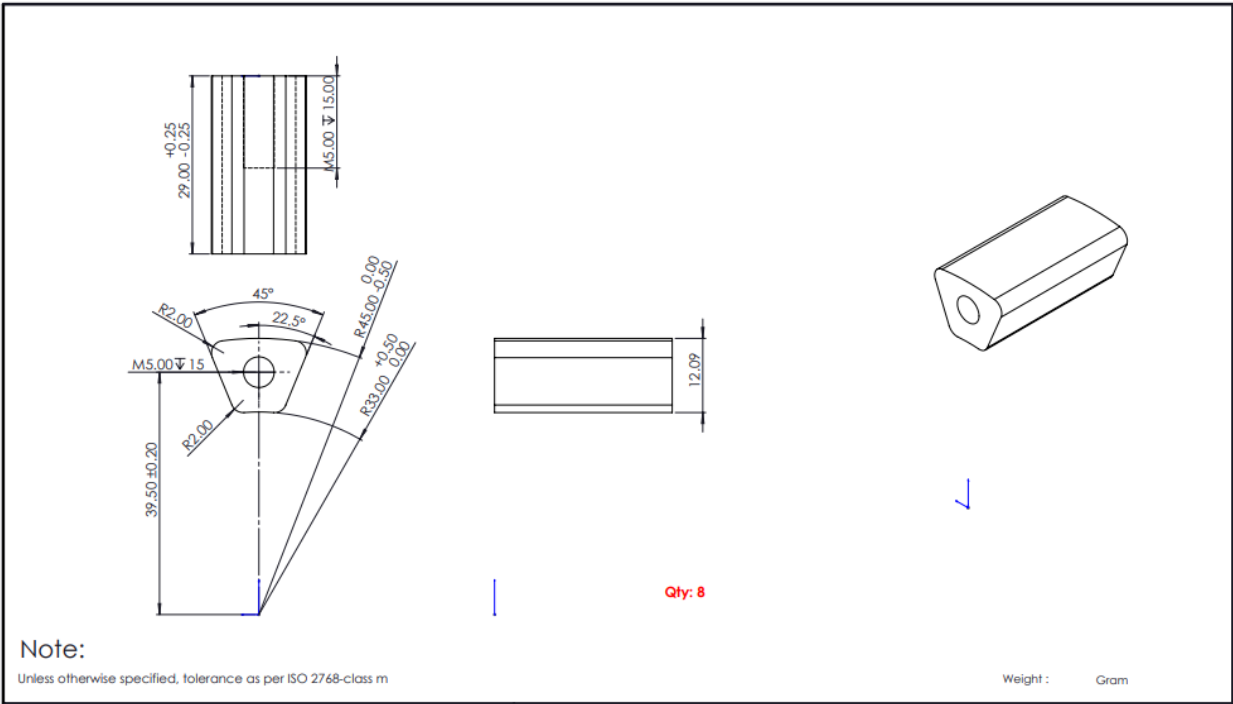 +0.25
29.00 -0.25
M5.00 ↧ 15.00
45°
22.5°
R2.00
0.00
R45.00 -0.50
+0.50
R33.00 0.00
M5.00 ↧ 15
R2.00
39.50 ±0.20
12.09
Qty: 8
Note:
Unless otherwise specified, tolerance as per ISO 2768-class m
Weight : Gram